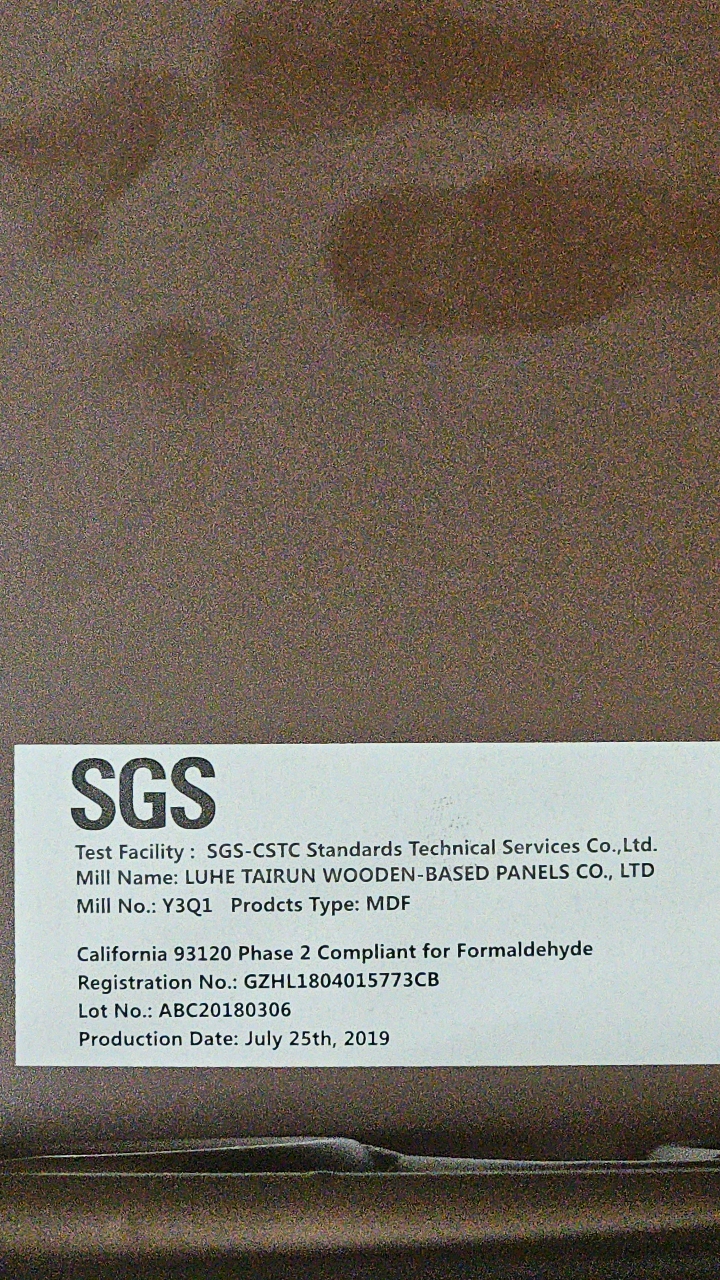 SGS
Test Facility : SGS-CSTC Standards Technical Services Co.,Ltd.
Mill Name: LUHE TAIRUN WOODEN-BASED PANELS CO., LTD
Mill No.: Y3Q1 Prodcts Type: MDF
California 93120 Phase 2 Compliant for Formaldehyde
Registration No.: GZHL1804015773CB
Lot No.: ABC20180306
Production Date: July 25th, 2019